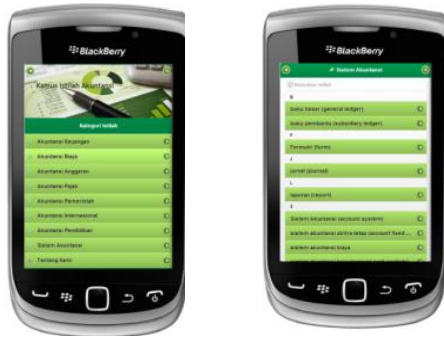 BlackBerry
Kamus Istilah Akuntansi
Kategori Istilah
Akuntansi Keuangan
Akuntansi Biaya
Akuntansi Anggaran
Akuntansi Pajak
Akuntansi Pemerintah
Akuntansi Internasional
Akuntansi Pendidikan
Sistem Akuntansi
Tentang Kami
BlackBerry
Sistem Akuntansi
B
buku besar (general ledger)
buku pembantu (subsidiary ledger)
F
Formulir (form)
J
jurnal (journal)
L
laporan (report)
S
Sistem Akuntansi (account system)
sistem akuntansi aktiva tetap (account fixed ...
sistem akuntansi biaya